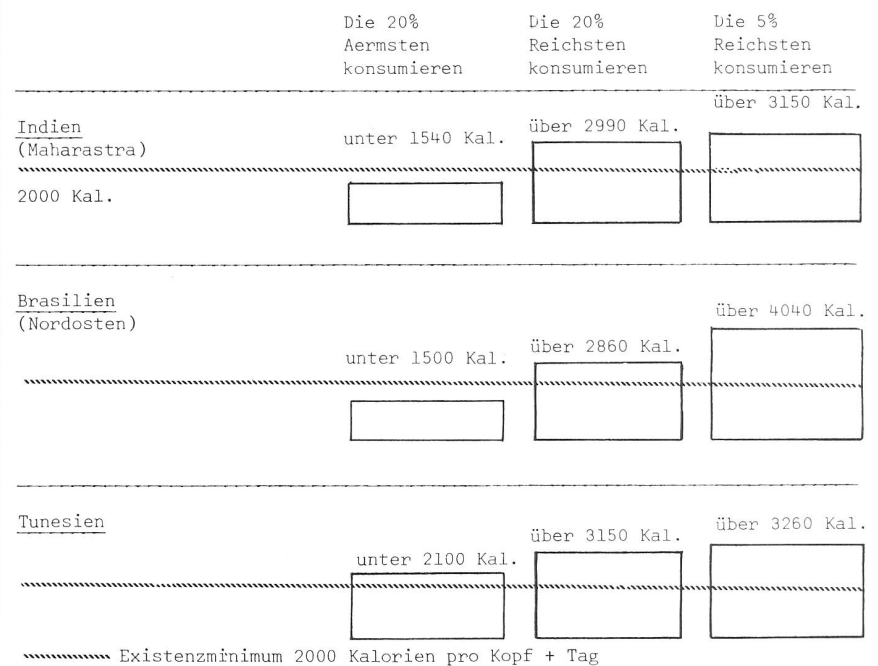 Die 20%
Aermsten
konsumieren
Die 20%
Reichsten
konsumieren
Die 5%
Reichsten
konsumieren
Indien
(Maharastra)
unter 1540 Kal.
über 2990 Kal.
über 3150 Kal.
2000 Kal.
Brasilien
(Nordosten)
unter 1500 Kal.
über 2860 Kal.
über 4040 Kal.
Tunesien
unter 2100 Kal.
über 3150 Kal.
über 3260 Kal.
Existenzminimum 2000 Kalorien pro Kopf + Tag